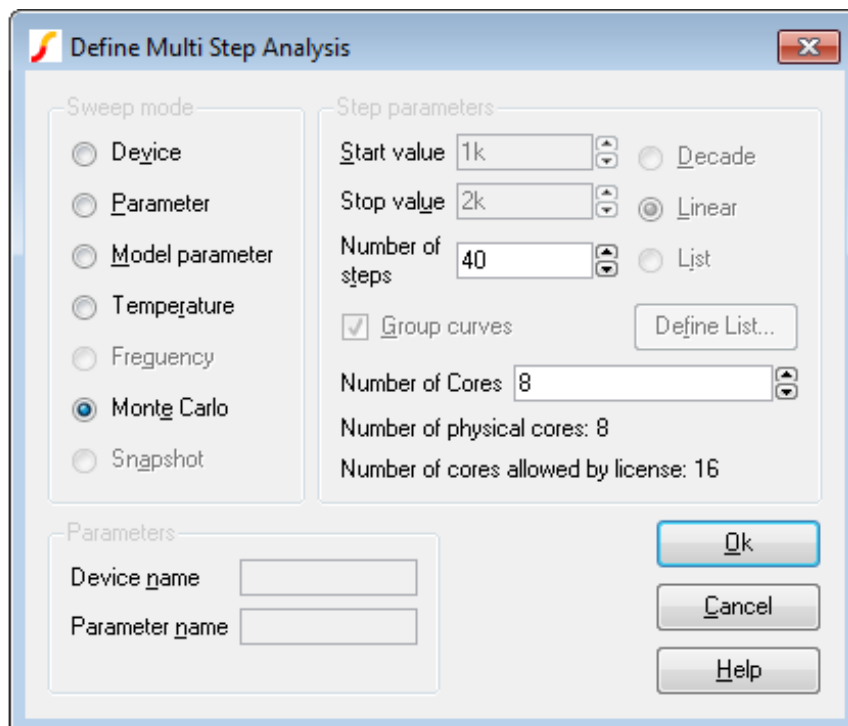 Define Multi Step Analysis
Sweep mode
Device
Parameter
Model parameter
Temperature
Freguency
Monte Carlo
Snapshot
Step parameters
Start value 1k
Decade
Stop value 2k
Linear
Number of
steps 40
List
Group curves
Define List...
Number of Cores 8
Number of physical cores: 8
Number of cores allowed by license: 16
Parameters
Device name
Parameter name
Ok
Cancel
Help